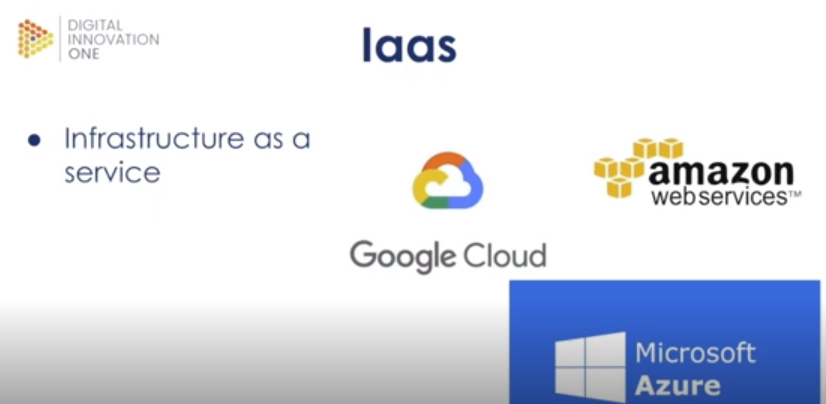 DIGITAL
INNOVATION
ONE
Iaas
● Infrastructure as a
service
Google Cloud
amazon
webservices™
Microsoft
Azure